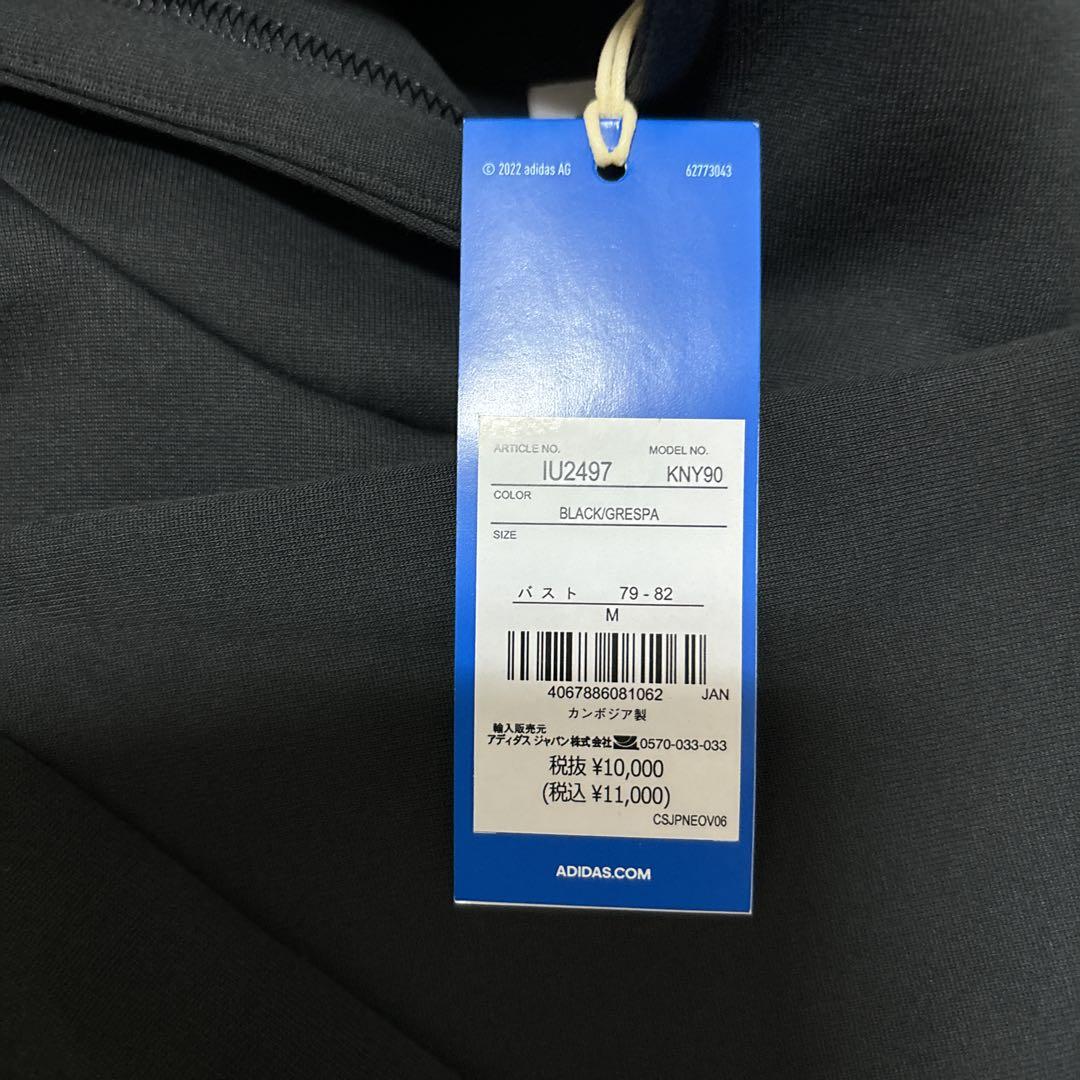 © 2022 adidas AG 62773043
ARTICLE NO. MODEL NO.
IU2497 KNY90
COLOR
BLACK/GRESPA
SIZE
バスト 79 - 82
M
4067886081062 JAN
カンボジア製
輸入販売元
アディダス ジャパン株式会社 0570-033-033
税抜 ¥10,000
(税込 ¥11,000)
CSJPNEOV06
ADIDAS.COM